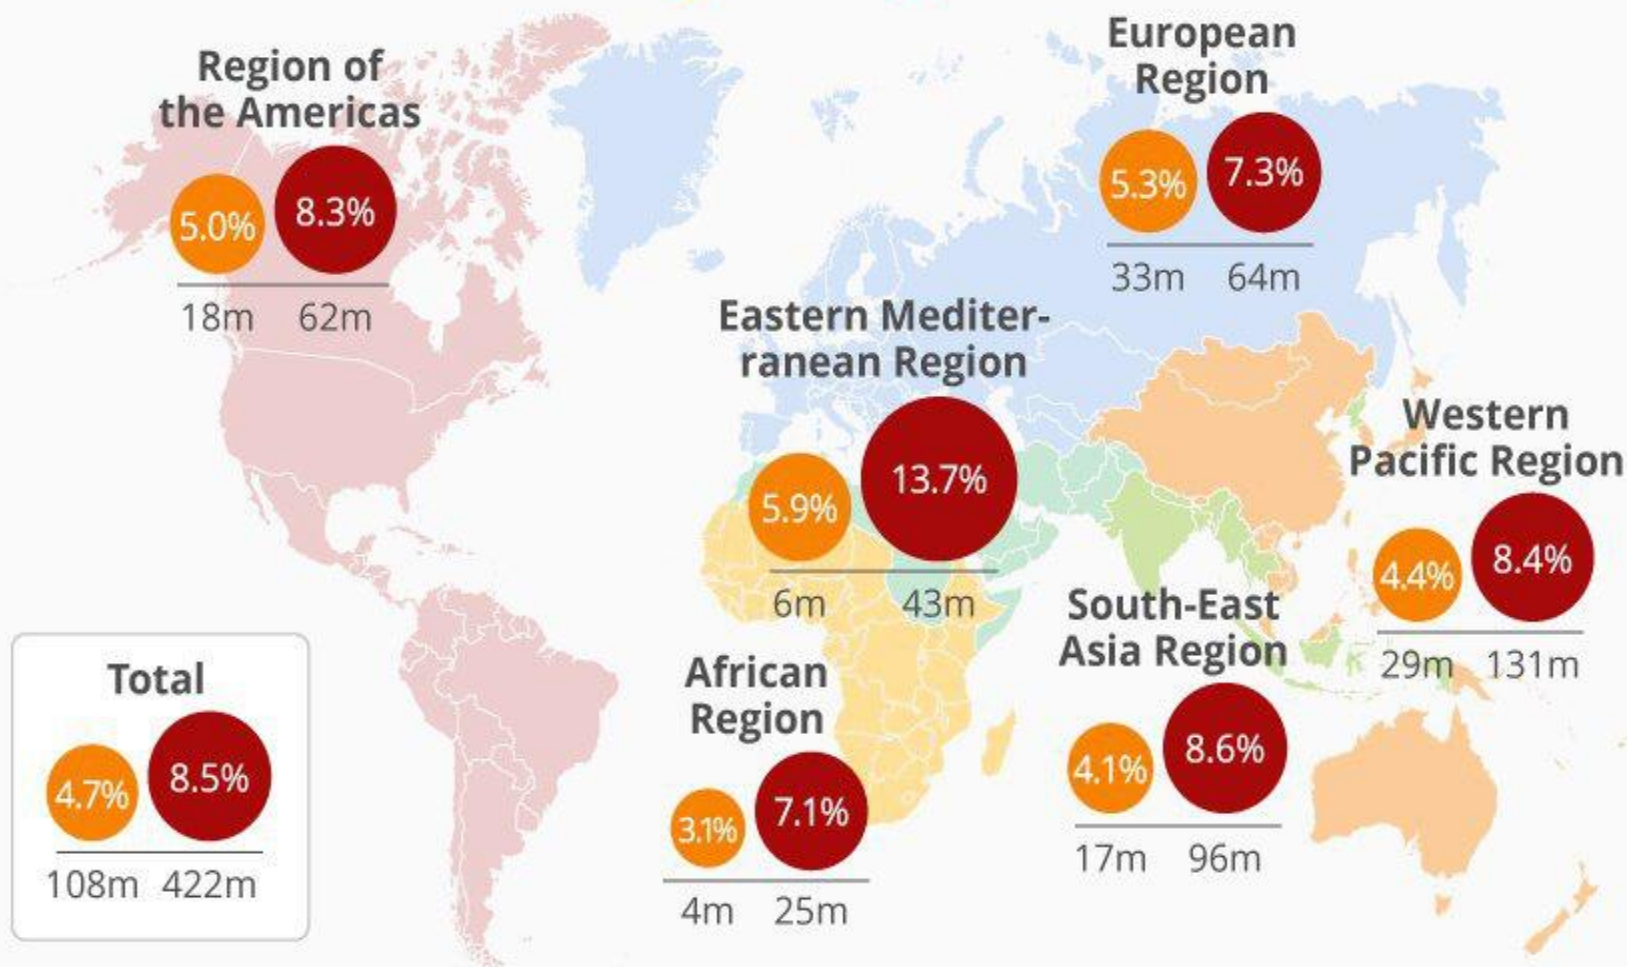 Region of
the Americas
5.0% 8.3%
18m 62m
European
Region
5.3% 7.3%
33m 64m
Eastern Mediter-
ranean Region
5.9% 13.7%
6m 43m
Western
Pacific Region
4.4% 8.4%
29m 131m
South-East
Asia Region
4.1% 8.6%
17m 96m
African
Region
3.1% 7.1%
4m 25m
Total
4.7% 8.5%
108m 422m